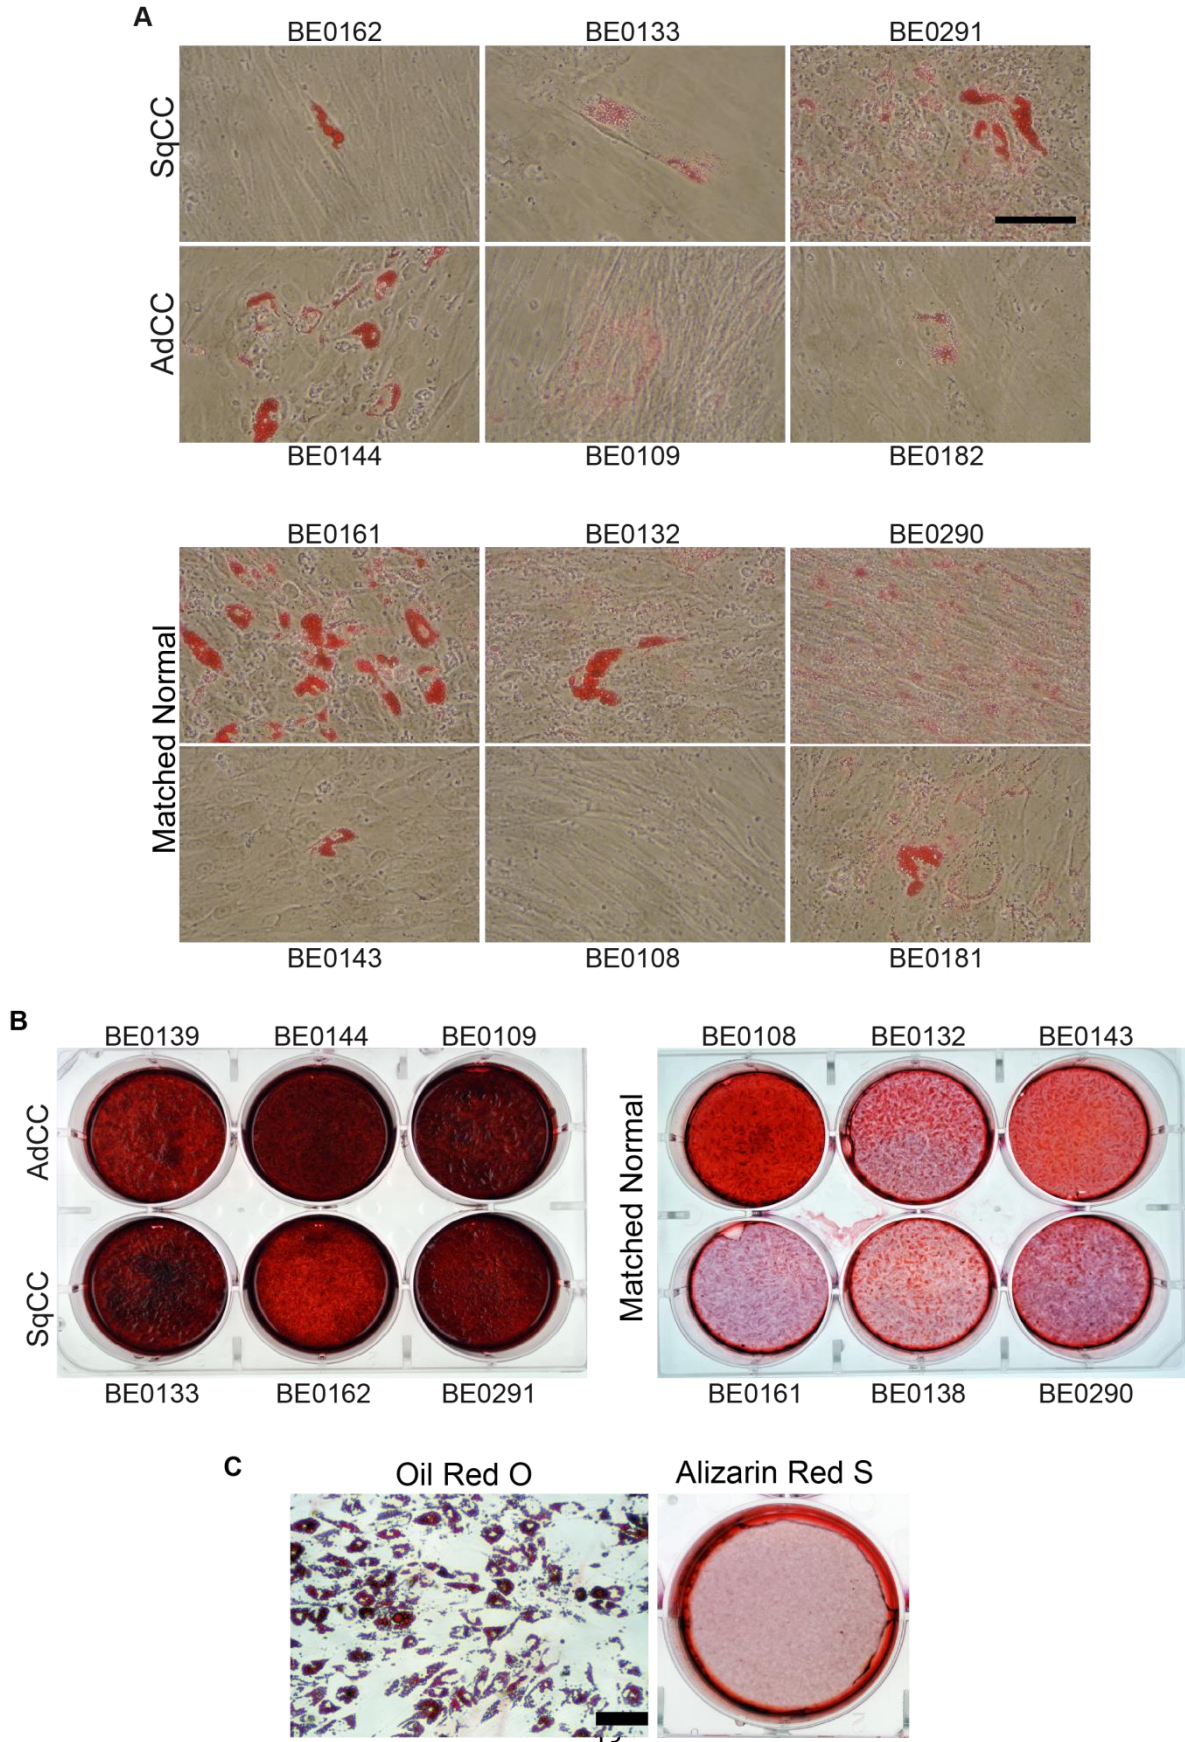 A
BE0162 BE0133 BE0291
SqCC
AdCC
BE0144 BE0109 BE0182
BE0161 BE0132 BE0290
Matched Normal
BE0143 BE0108 BE0181
B
BE0139 BE0144 BE0109
AdCC
SqCC
BE0133 BE0162 BE0291
BE0108 BE0132 BE0143
Matched Normal
BE0161 BE0138 BE0290
C
Oil Red O Alizarin Red S